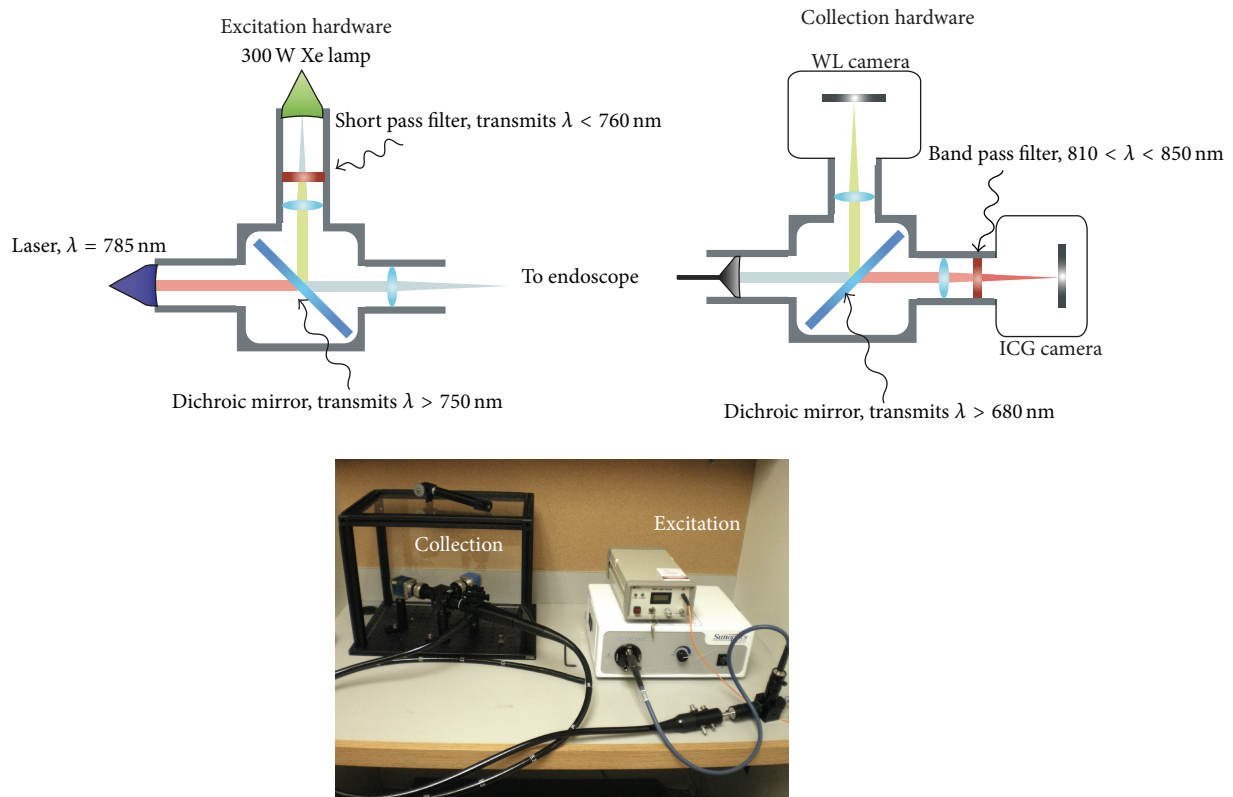 Excitation hardware
300 W Xe lamp
Short pass filter, transmits λ < 760 nm
Laser, λ = 785 nm
To endoscope
Dichroic mirror, transmits λ > 750 nm
Collection hardware
WL camera
Band pass filter, 810 < λ < 850 nm
ICG camera
Dichroic mirror, transmits λ > 680 nm
Collection
Excitation